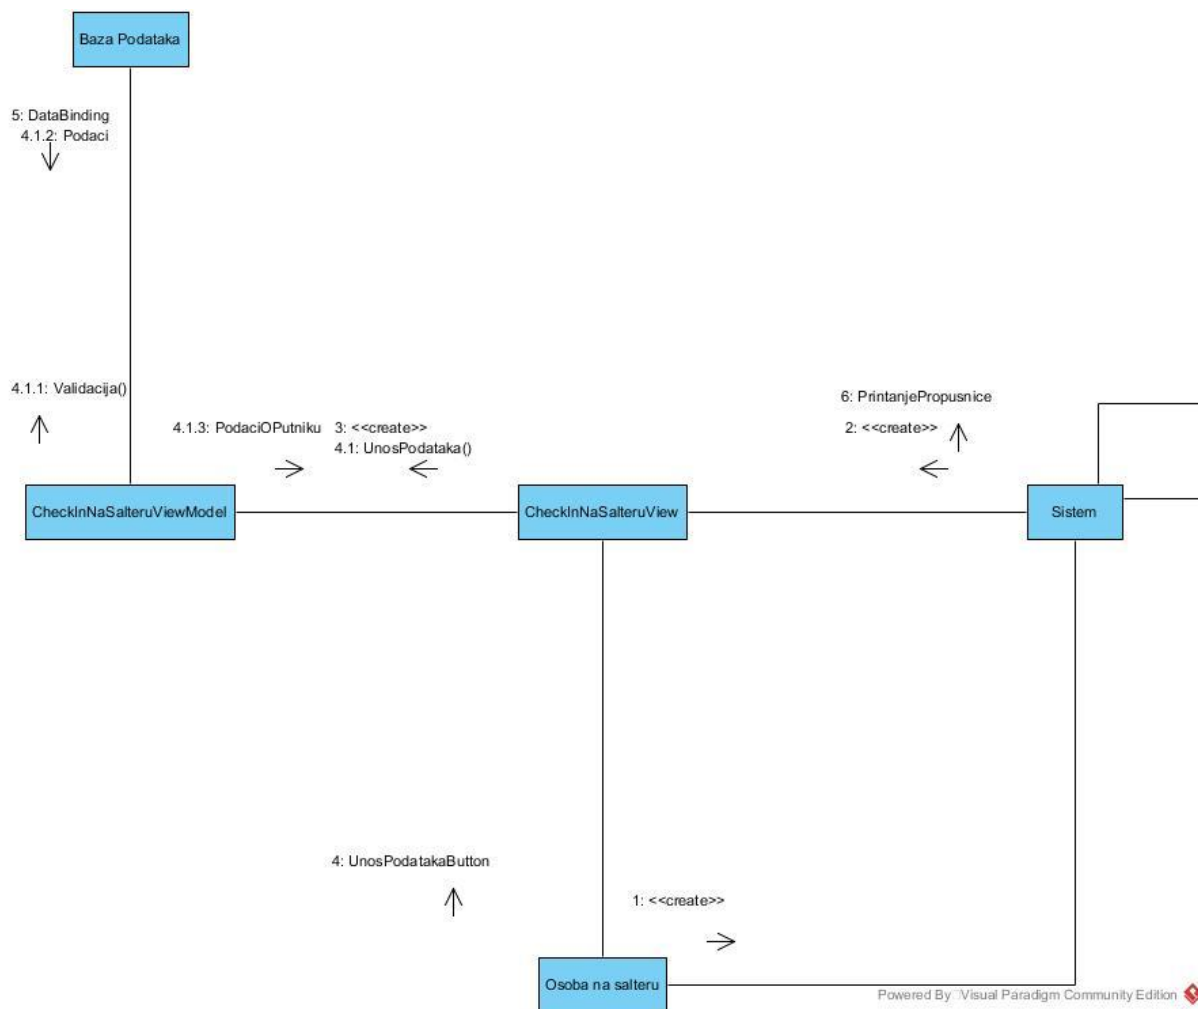 Baza Podataka
5: DataBinding
4.1.2: Podaci
4.1.1: Validacija()
4.1.3: PodaciOPutniku
3: <<create>>
4.1: UnosPodataka()
6: PrintanjePropusnice
2: <<create>>
CheckInNaSalteruViewModel
CheckInNaSalteruView
Sistem
4: UnosPodatakaButton
1: <<create>>
Osoba na salteru
Powered By Visual Paradigm Community Edition